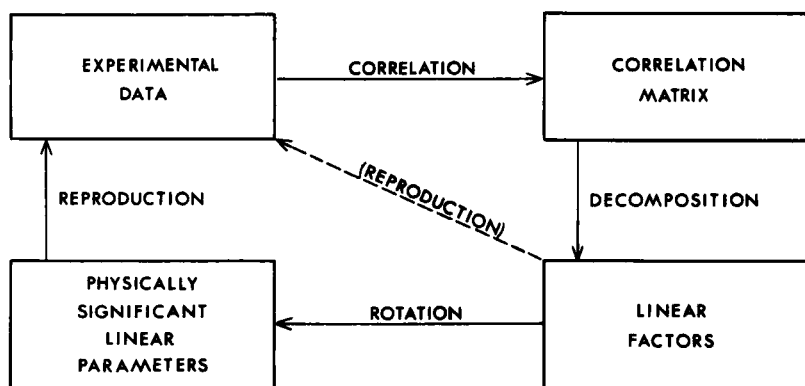 EXPERIMENTAL
DATA
CORRELATION
CORRELATION
MATRIX
REPRODUCTION
(REPRODUCTION)
DECOMPOSITION
PHYSICALLY
SIGNIFICANT
LINEAR
PARAMETERS
ROTATION
LINEAR
FACTORS